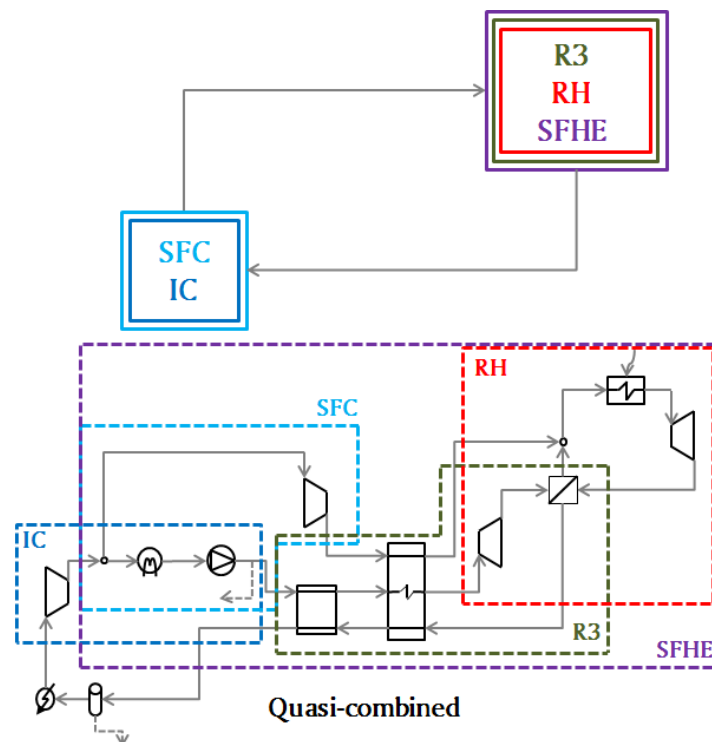 R3
RH
SFHE
SFC
IC
RH
SFC
IC
R3
SFHE
Quasi-combined